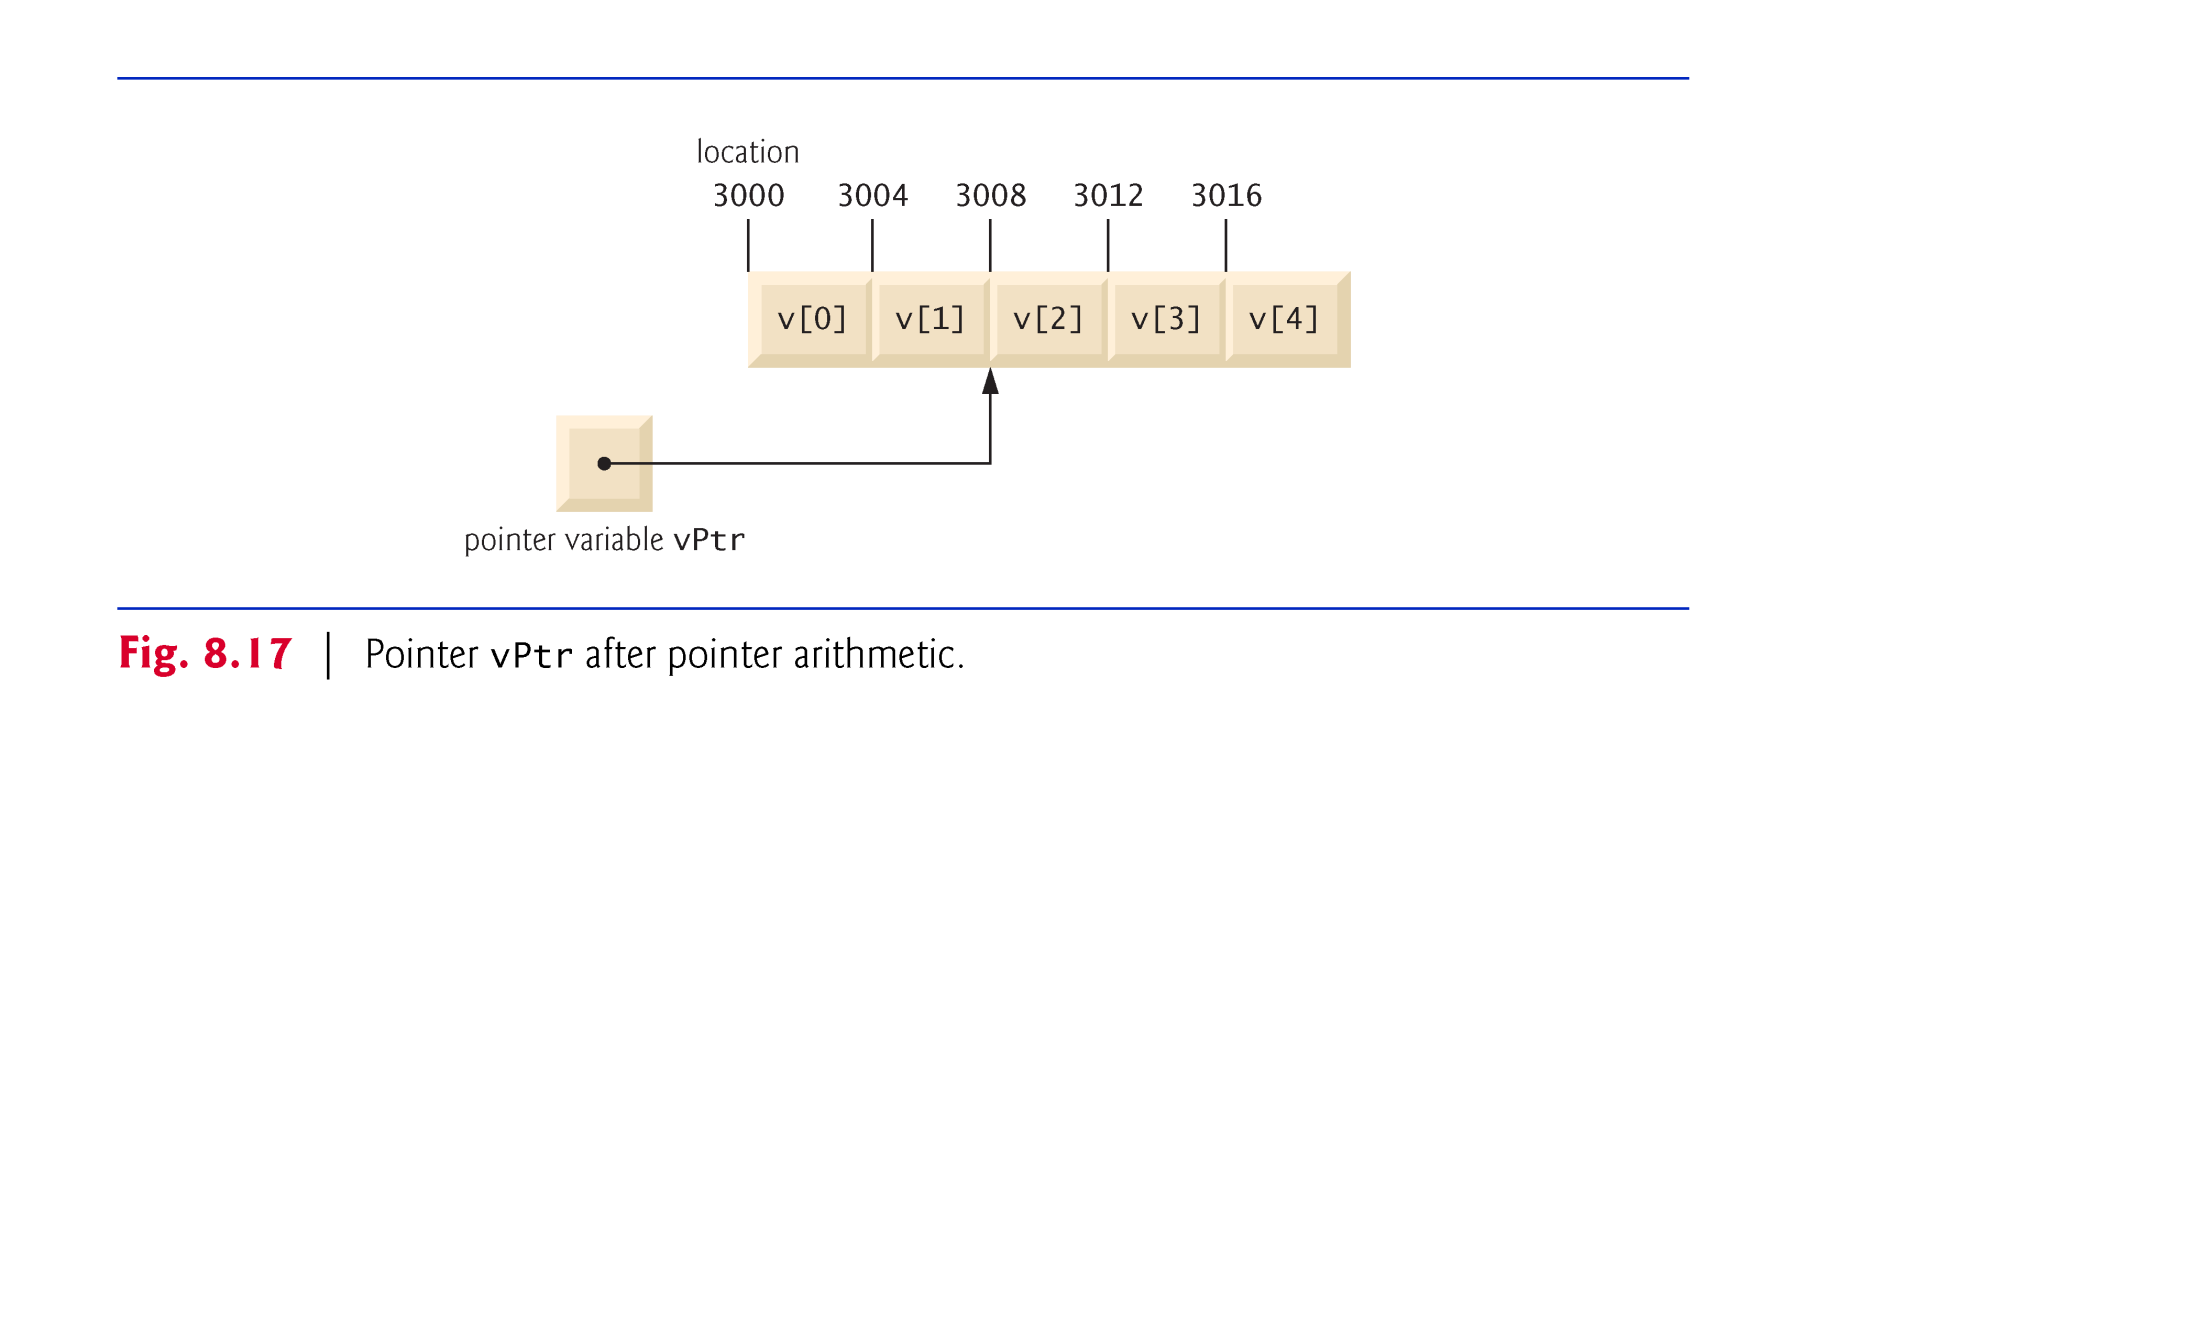 location
3000 3004 3008 3012 3016
v[0] v[1] v[2] v[3] v[4]
pointer variable vPtr
Fig. 8.17 | Pointer vPtr after pointer arithmetic.